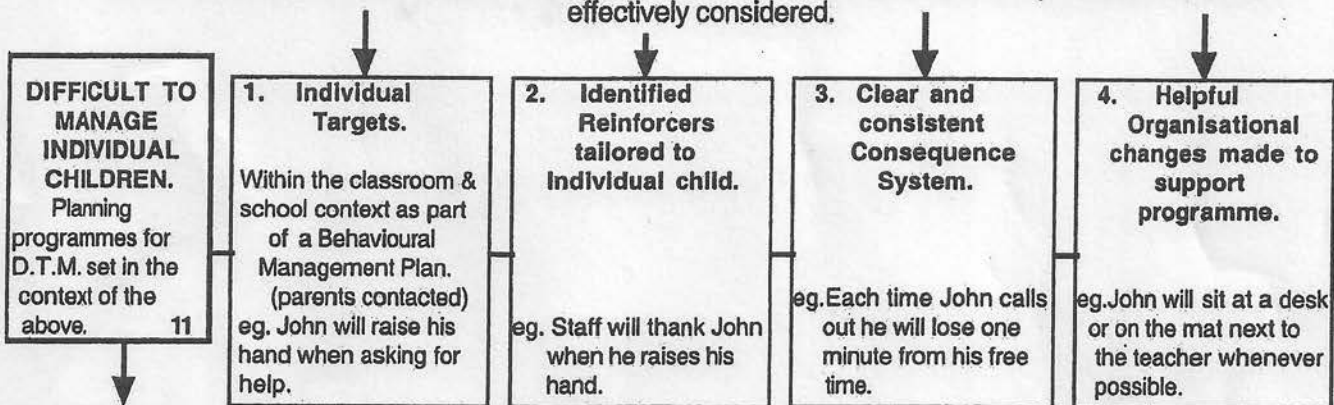 effectively considered.
DIFFICULT TO
MANAGE
INDIVIDUAL
CHILDREN.
Planning
programmes for
D.T.M. set in the
context of the
above. 11
1. Individual
Targets.
Within the classroom &
school context as part
of a Behavioural
Management Plan.
(parents contacted)
eg. John will raise his
hand when asking for
help.
2. Identified
Reinforcers
tailored to
Individual child.
eg. Staff will thank John
when he raises his
hand.
3. Clear and
consistent
Consequence
System.
eg.Each time John calls
out he will lose one
minute from his free
time.
4. Helpful
Organisational
changes made to
support
programme.
eg.John will sit at a desk
or on the mat next to
the teacher whenever
possible.